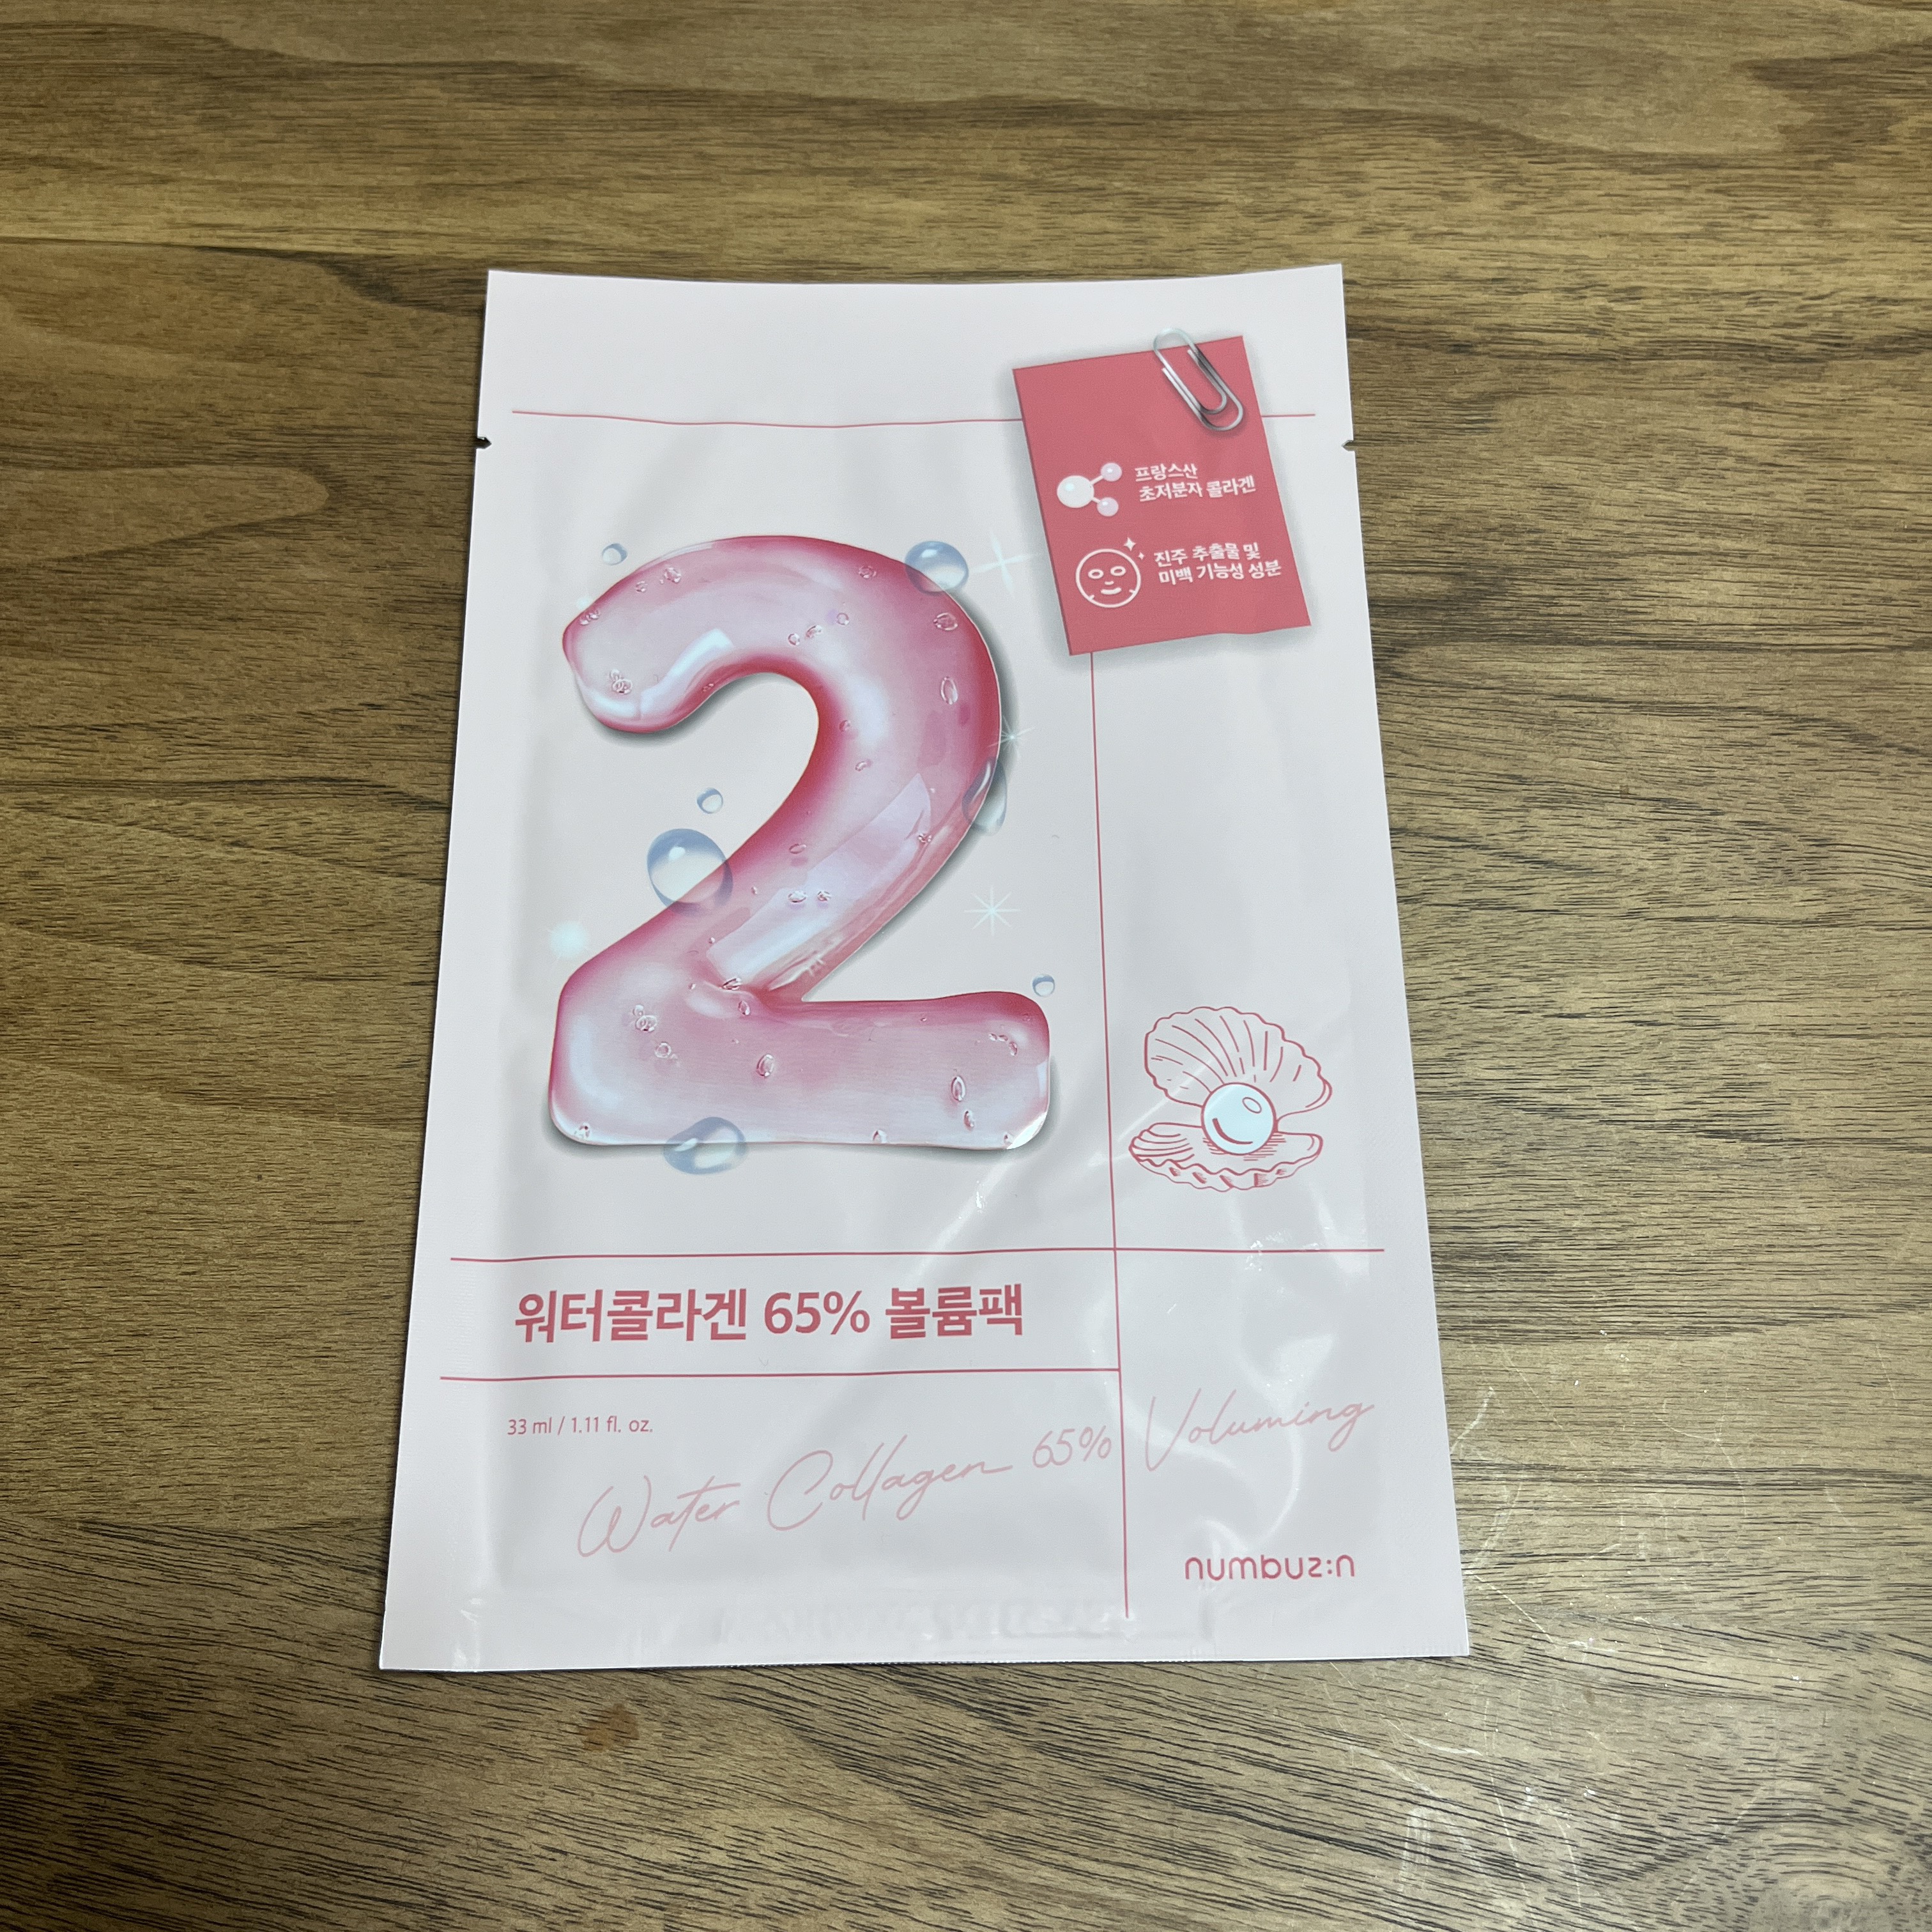 프랑스산
초저분자 콜라겐
진주 추출물 및
미백 기능성 성분
2
워터콜라겐 65% 볼륨팩
33 ml / 1.11 fl. oz.
Water Collagen 65% Voluming
numbuz:n